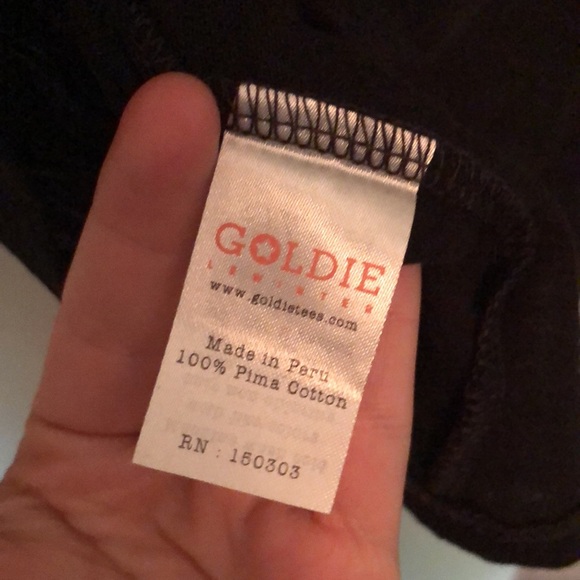 GOLDIE
LEWINTER
www.goldietees.com
Made in Peru
100% Pima Cotton
RN : 150303